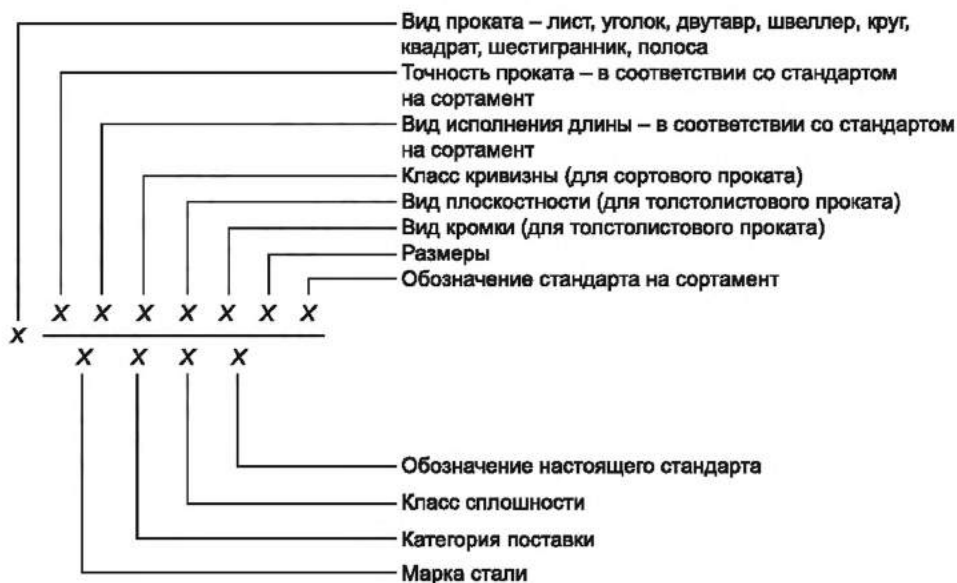 Вид проката – лист, уголок, двутавр, швеллер, круг,
квадрат, шестигранник, полоса
Точность проката – в соответствии со стандартом
на сортамент
Вид исполнения длины – в соответствии со стандартом
на сортамент
Класс кривизны (для сортового проката)
Вид плоскостности (для толстолистового проката)
Вид кромки (для толстолистового проката)
Размеры
Обозначение стандарта на сортамент
X X X X X X X
X
X X X X
Обозначение настоящего стандарта
Класс сплошности
Категория поставки
Марка стали